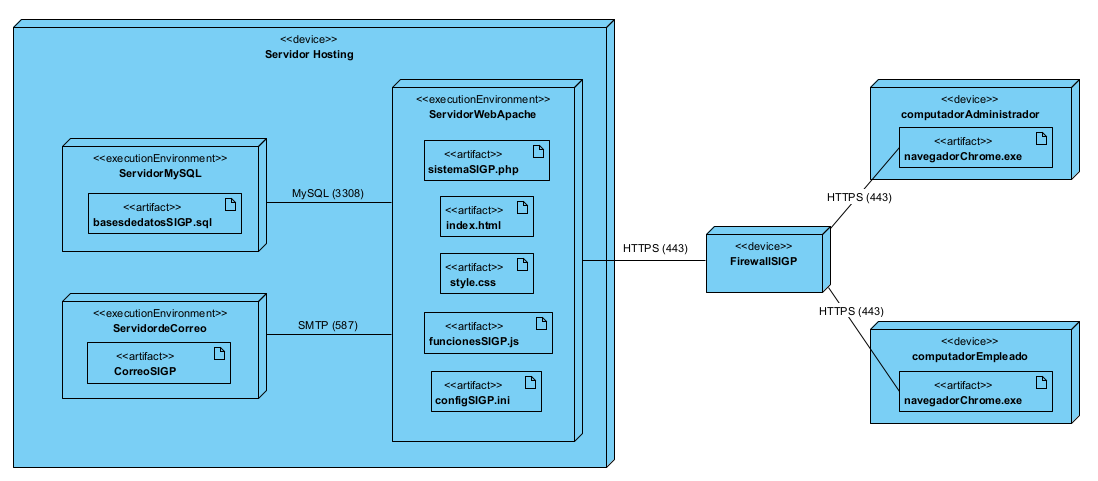 <<device>>
Servidor Hosting
<<executionEnvironment>>
ServidorMySQL
<<artifact>>
basesdedatosSIGP.sql
MySQL (3308)
<<executionEnvironment>>
ServidordeCorreo
<<artifact>>
CorreoSIGP
SMTP (587)
<<executionEnvironment>>
ServidorWebApache
<<artifact>>
sistemaSIGP.php
<<artifact>>
index.html
<<artifact>>
style.css
<<artifact>>
funcionesSIGP.js
<<artifact>>
configSIGP.ini
HTTPS (443)
<<device>>
FirewallSIGP
HTTPS (443)
<<device>>
computadorAdministrador
<<artifact>>
navegadorChrome.exe
HTTPS (443)
<<device>>
computadorEmpleado
<<artifact>>
navegadorChrome.exe